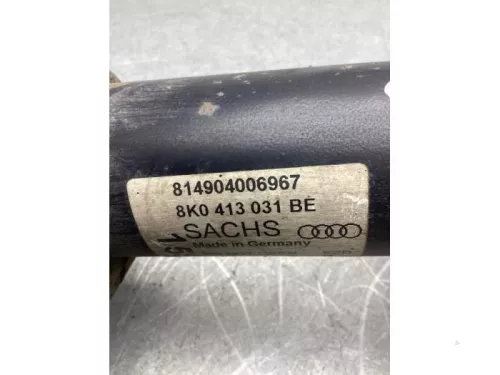 814904006967
8K0 413 031 BE
SACHS
Made in Germany